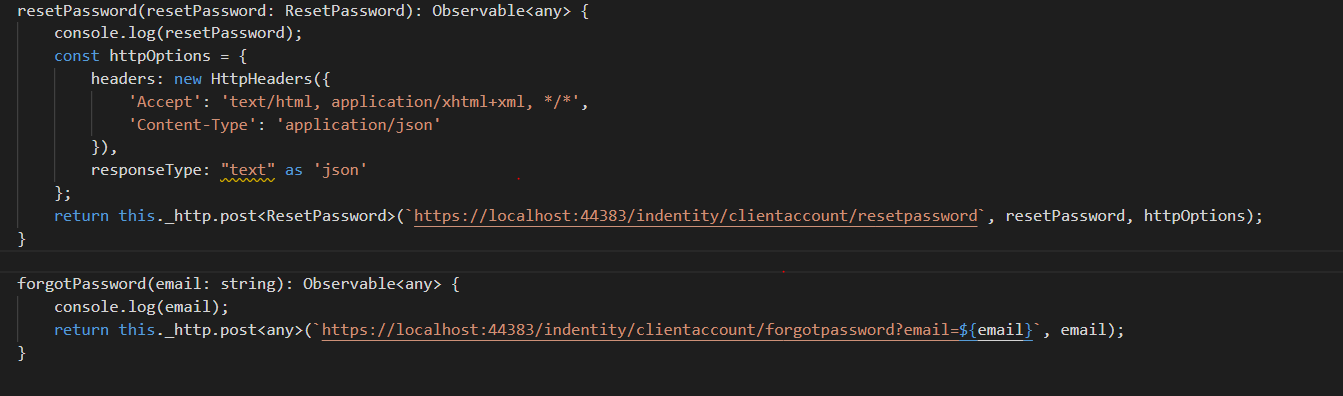 resetPassword(resetPassword: ResetPassword): Observable<any> {
console.log(resetPassword);
const httpOptions = {
headers: new HttpHeaders({
'Accept': 'text/html, application/xhtml+xml, */*',
'Content-Type': 'application/json'
}),
responseType: "text" as 'json'
};
return this._http.post<ResetPassword>(`https://localhost:44383/indentity/clientaccount/resetpassword`, resetPassword, httpOptions);
}
forgotPassword(email: string): Observable<any> {
console.log(email);
return this._http.post<any>(`https://localhost:44383/indentity/clientaccount/forgotpassword?email=${email}`, email);
}